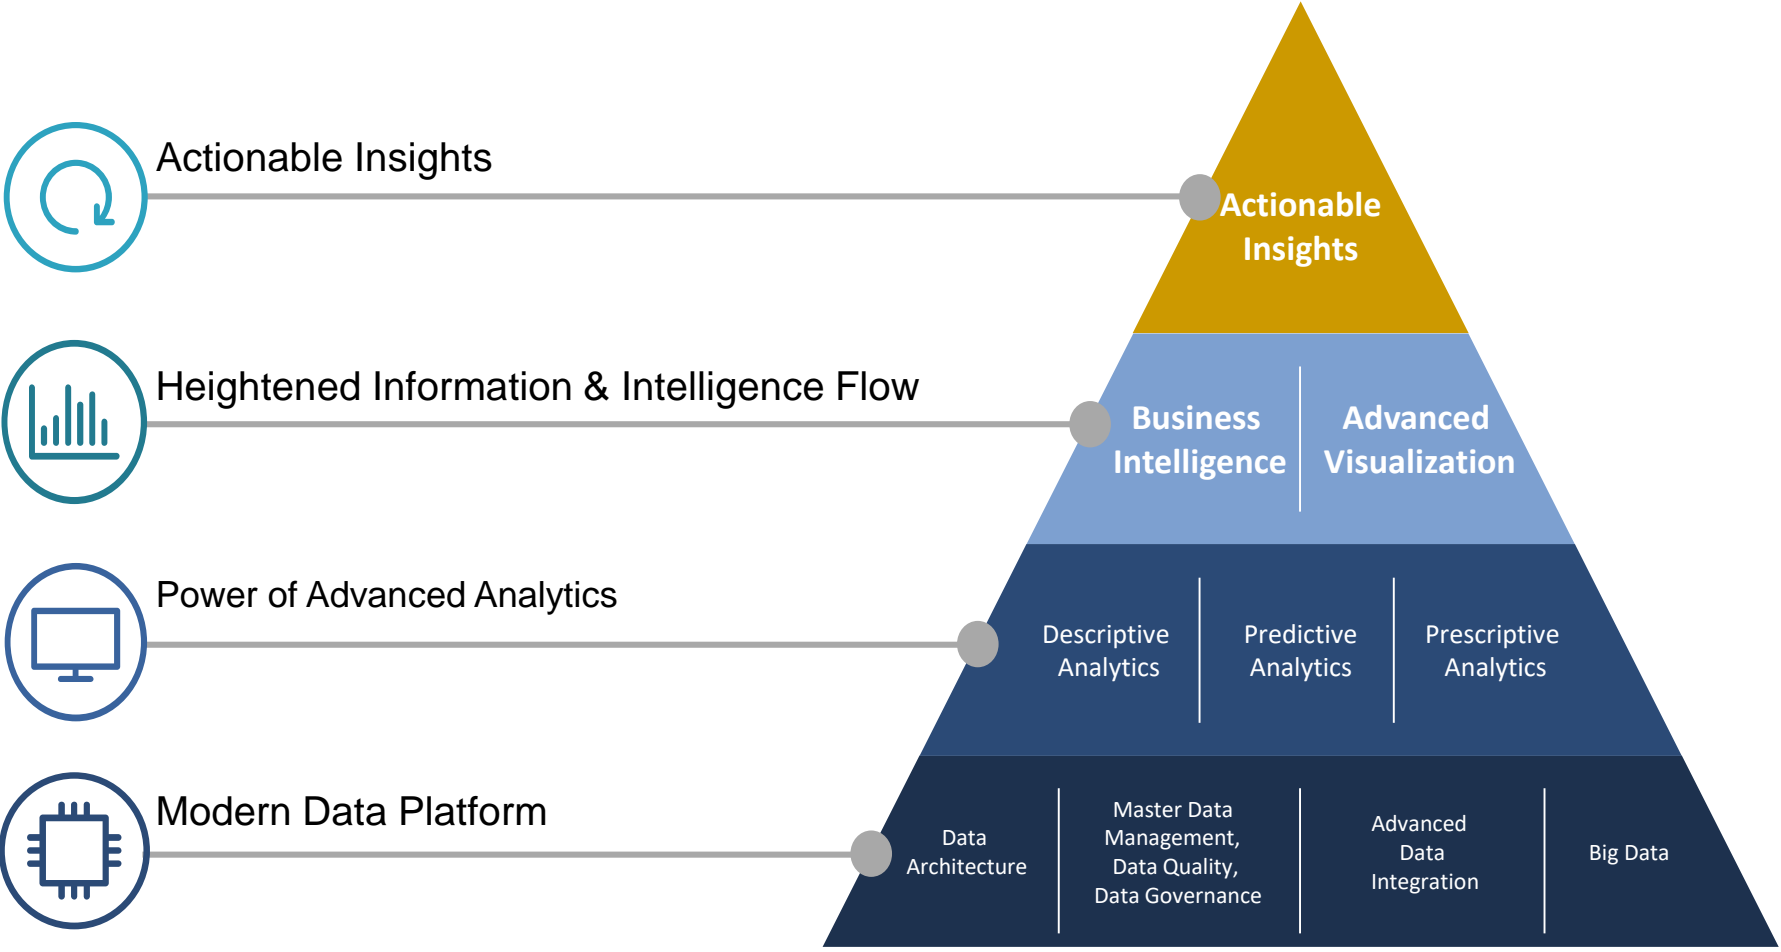 Actionable Insights
Actionable
Insights
Heightened Information & Intelligence Flow
Business
Intelligence
Advanced
Visualization
Power of Advanced Analytics
Descriptive
Analytics
Predictive
Analytics
Prescriptive
Analytics
Modern Data Platform
Data
Architecture
Master Data
Management,
Data Quality,
Data Governance
Advanced
Data
Integration
Big Data